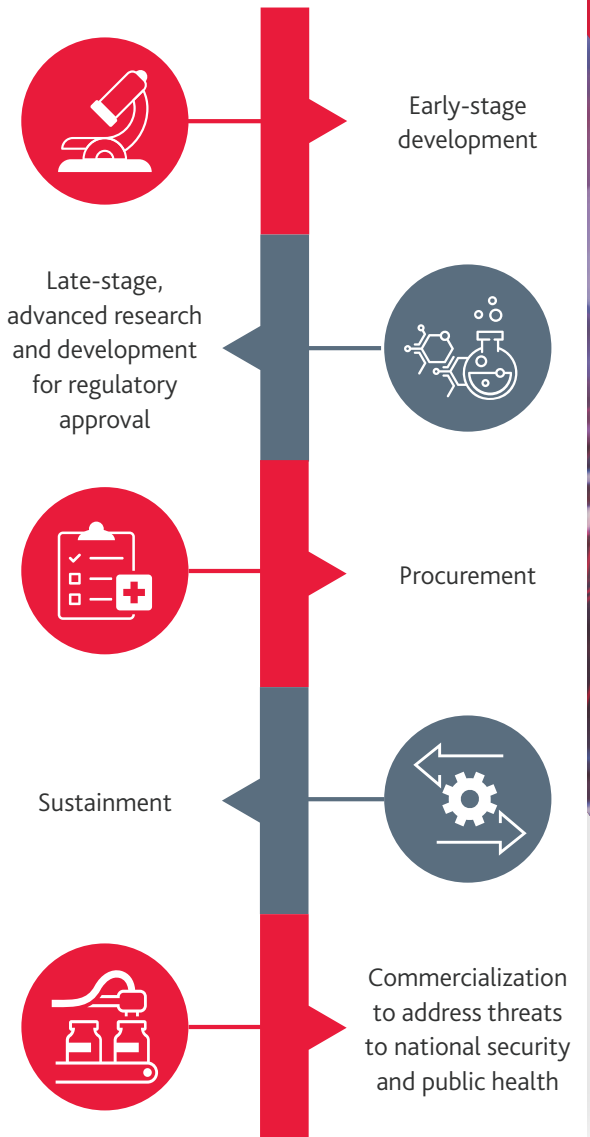 Early-stage
development
Late-stage,
advanced research
and development
for regulatory
approval
Procurement
Sustainment
Commercialization
to address threats
to national security
and public health